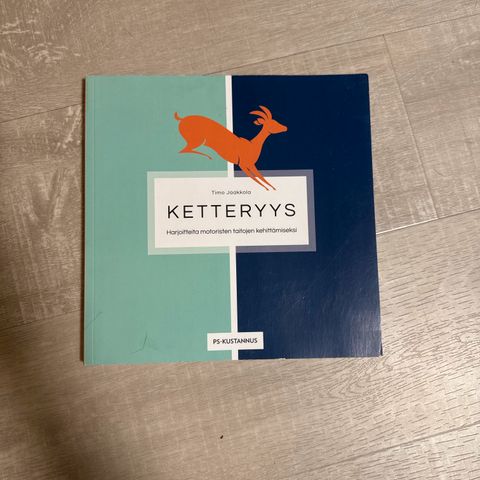 Timo Jaakkola
KETTERYYS
Harjoitteita motoristen taitojen kehittämiseksi
PS-KUSTANNUS